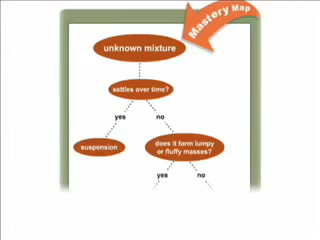 Mastery Map
unknown mixture
settles over time?
yes
no
suspension
does it form lumpy
or fluffy masses?
yes
no